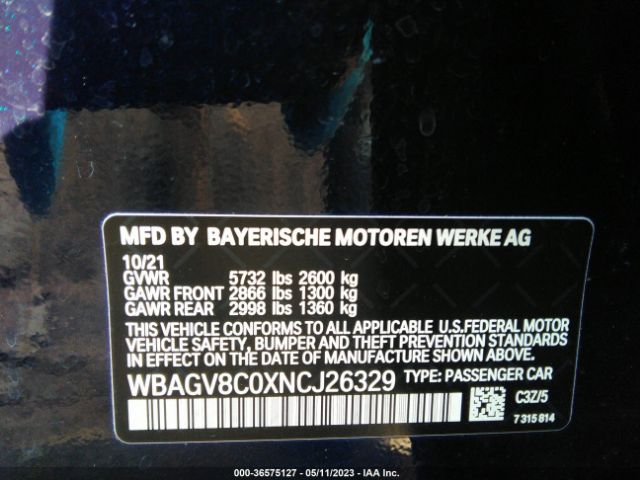 MFD BY BAYERISCHE MOTOREN WERKE AG
10/21
GVWR 5732 lbs 2600 kg
GAWR FRONT 2866 lbs 1300 kg
GAWR REAR 2998 lbs 1360 kg
THIS VEHICLE CONFORMS TO ALL APPLICABLE U.S.FEDERAL MOTOR
VEHICLE SAFETY, BUMPER AND THEFT PREVENTION STANDARDS
IN EFFECT ON THE DATE OF MANUFACTURE SHOWN ABOVE.
WBAGV8C0XNCJ26329 TYPE: PASSENGER CAR
C3Z/5
7 315 814
000-36575127 - 05/11/2023 - IAA Inc.